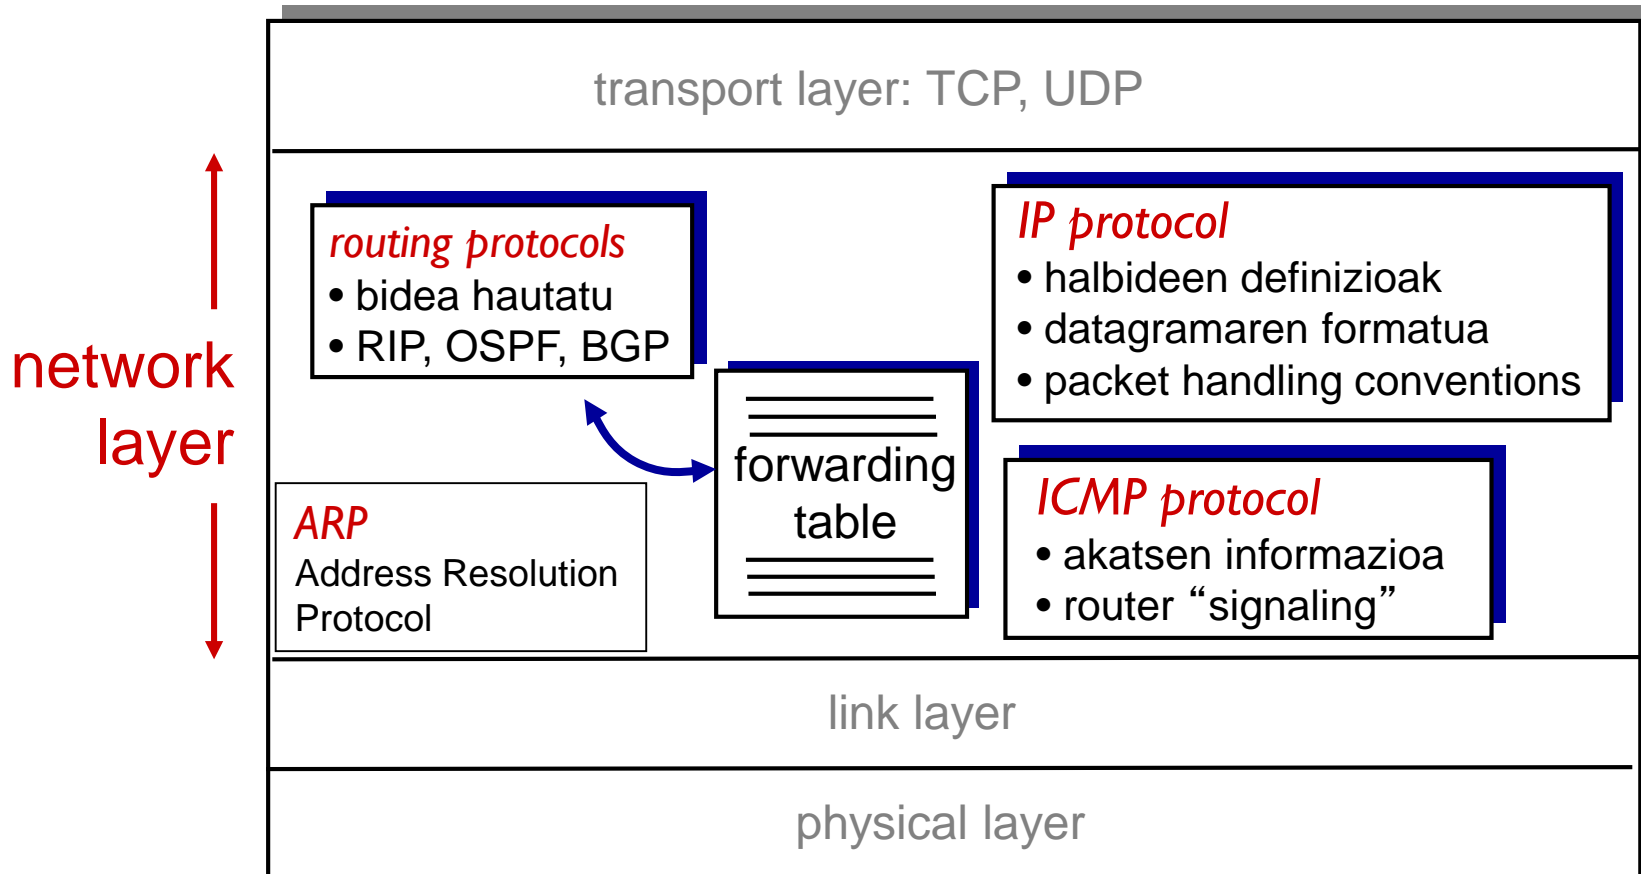 transport layer: TCP, UDP
network
layer
routing protocols
• bidea hautatu
• RIP, OSPF, BGP
IP protocol
• halbideen definizioak
• datagramaren formatua
• packet handling conventions
forwarding
table
ARP
Address Resolution
Protocol
ICMP protocol
• akatsen informazioa
• router “signaling”
link layer
physical layer